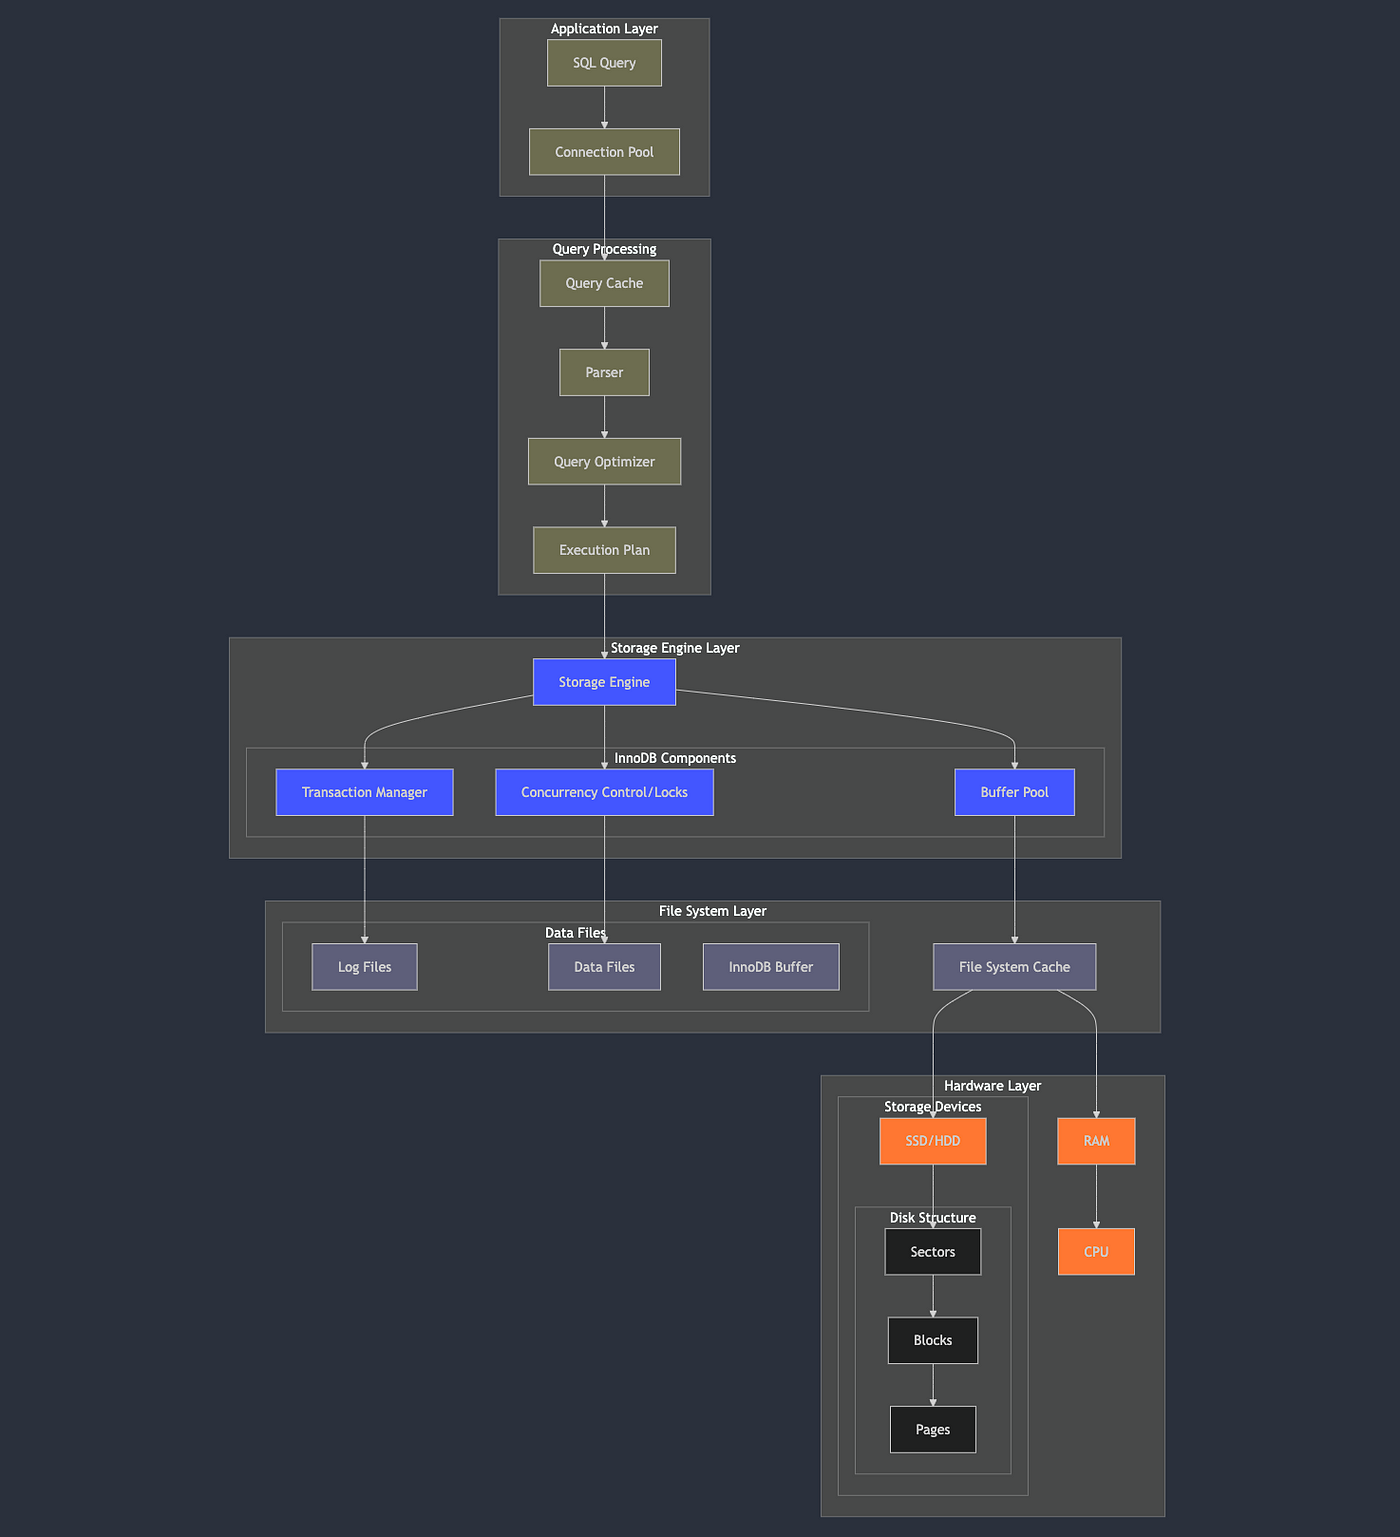 Application Layer
SQL Query
Connection Pool
Query Processing
Query Cache
Parser
Query Optimizer
Execution Plan
Storage Engine Layer
Storage Engine
InnoDB Components
Transaction Manager
Concurrency Control/Locks
Buffer Pool
File System Layer
Data Files
Log Files
Data Files
InnoDB Buffer
File System Cache
Hardware Layer
Storage Devices
SSD/HDD
RAM
Disk Structure
Sectors
CPU
Blocks
Pages